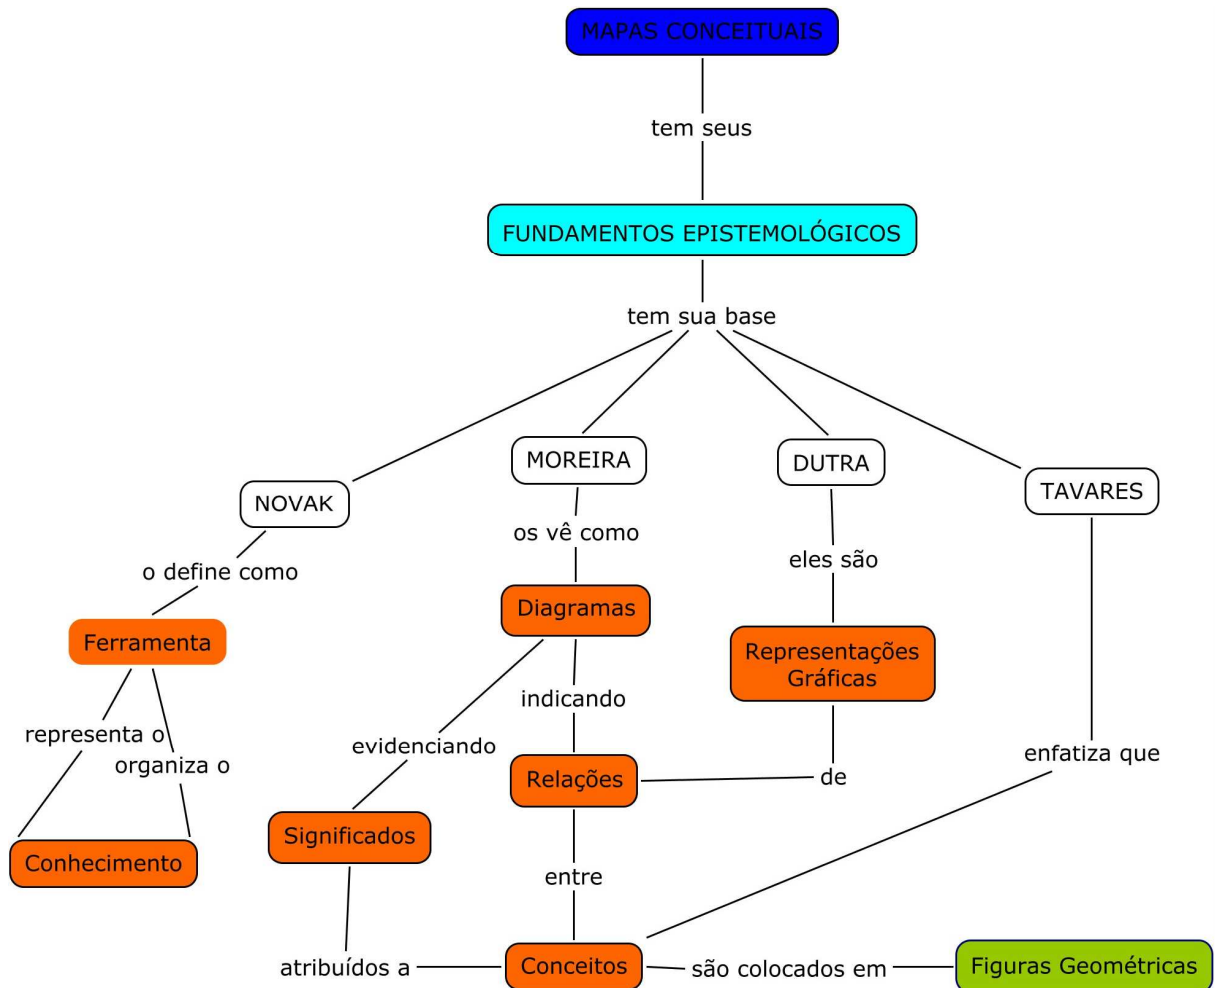 MAPAS CONCEITUAIS
tem seus
FUNDAMENTOS EPISTEMOLÓGICOS
tem sua base
NOVAK
MOREIRA
DUTRA
TAVARES
o define como
os vê como
eles são
Ferramenta
Diagramas
Representações
Gráficas
representa o
organiza o
evidenciando
indicando
enfatiza que
Relações
de
Conhecimento
Significados
entre
atribuídos a
Conceitos
são colocados em
Figuras Geométricas